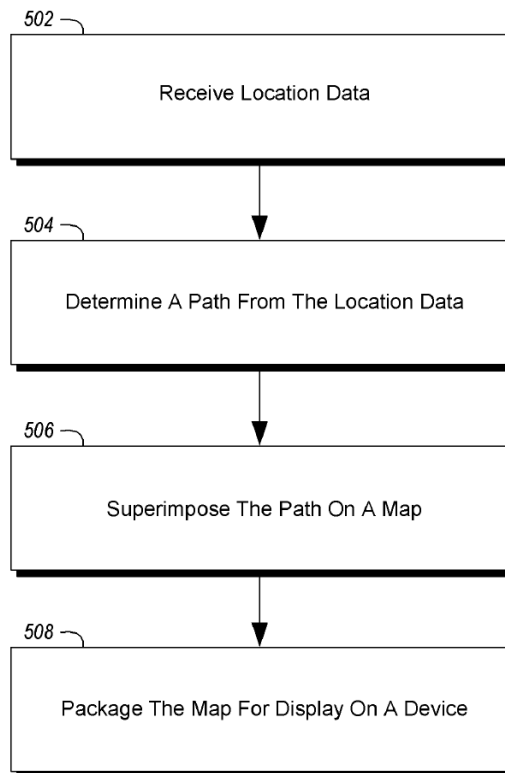 502
Receive Location Data
504
Determine A Path From The Location Data
506
Superimpose The Path On A Map
508
Package The Map For Display On A Device